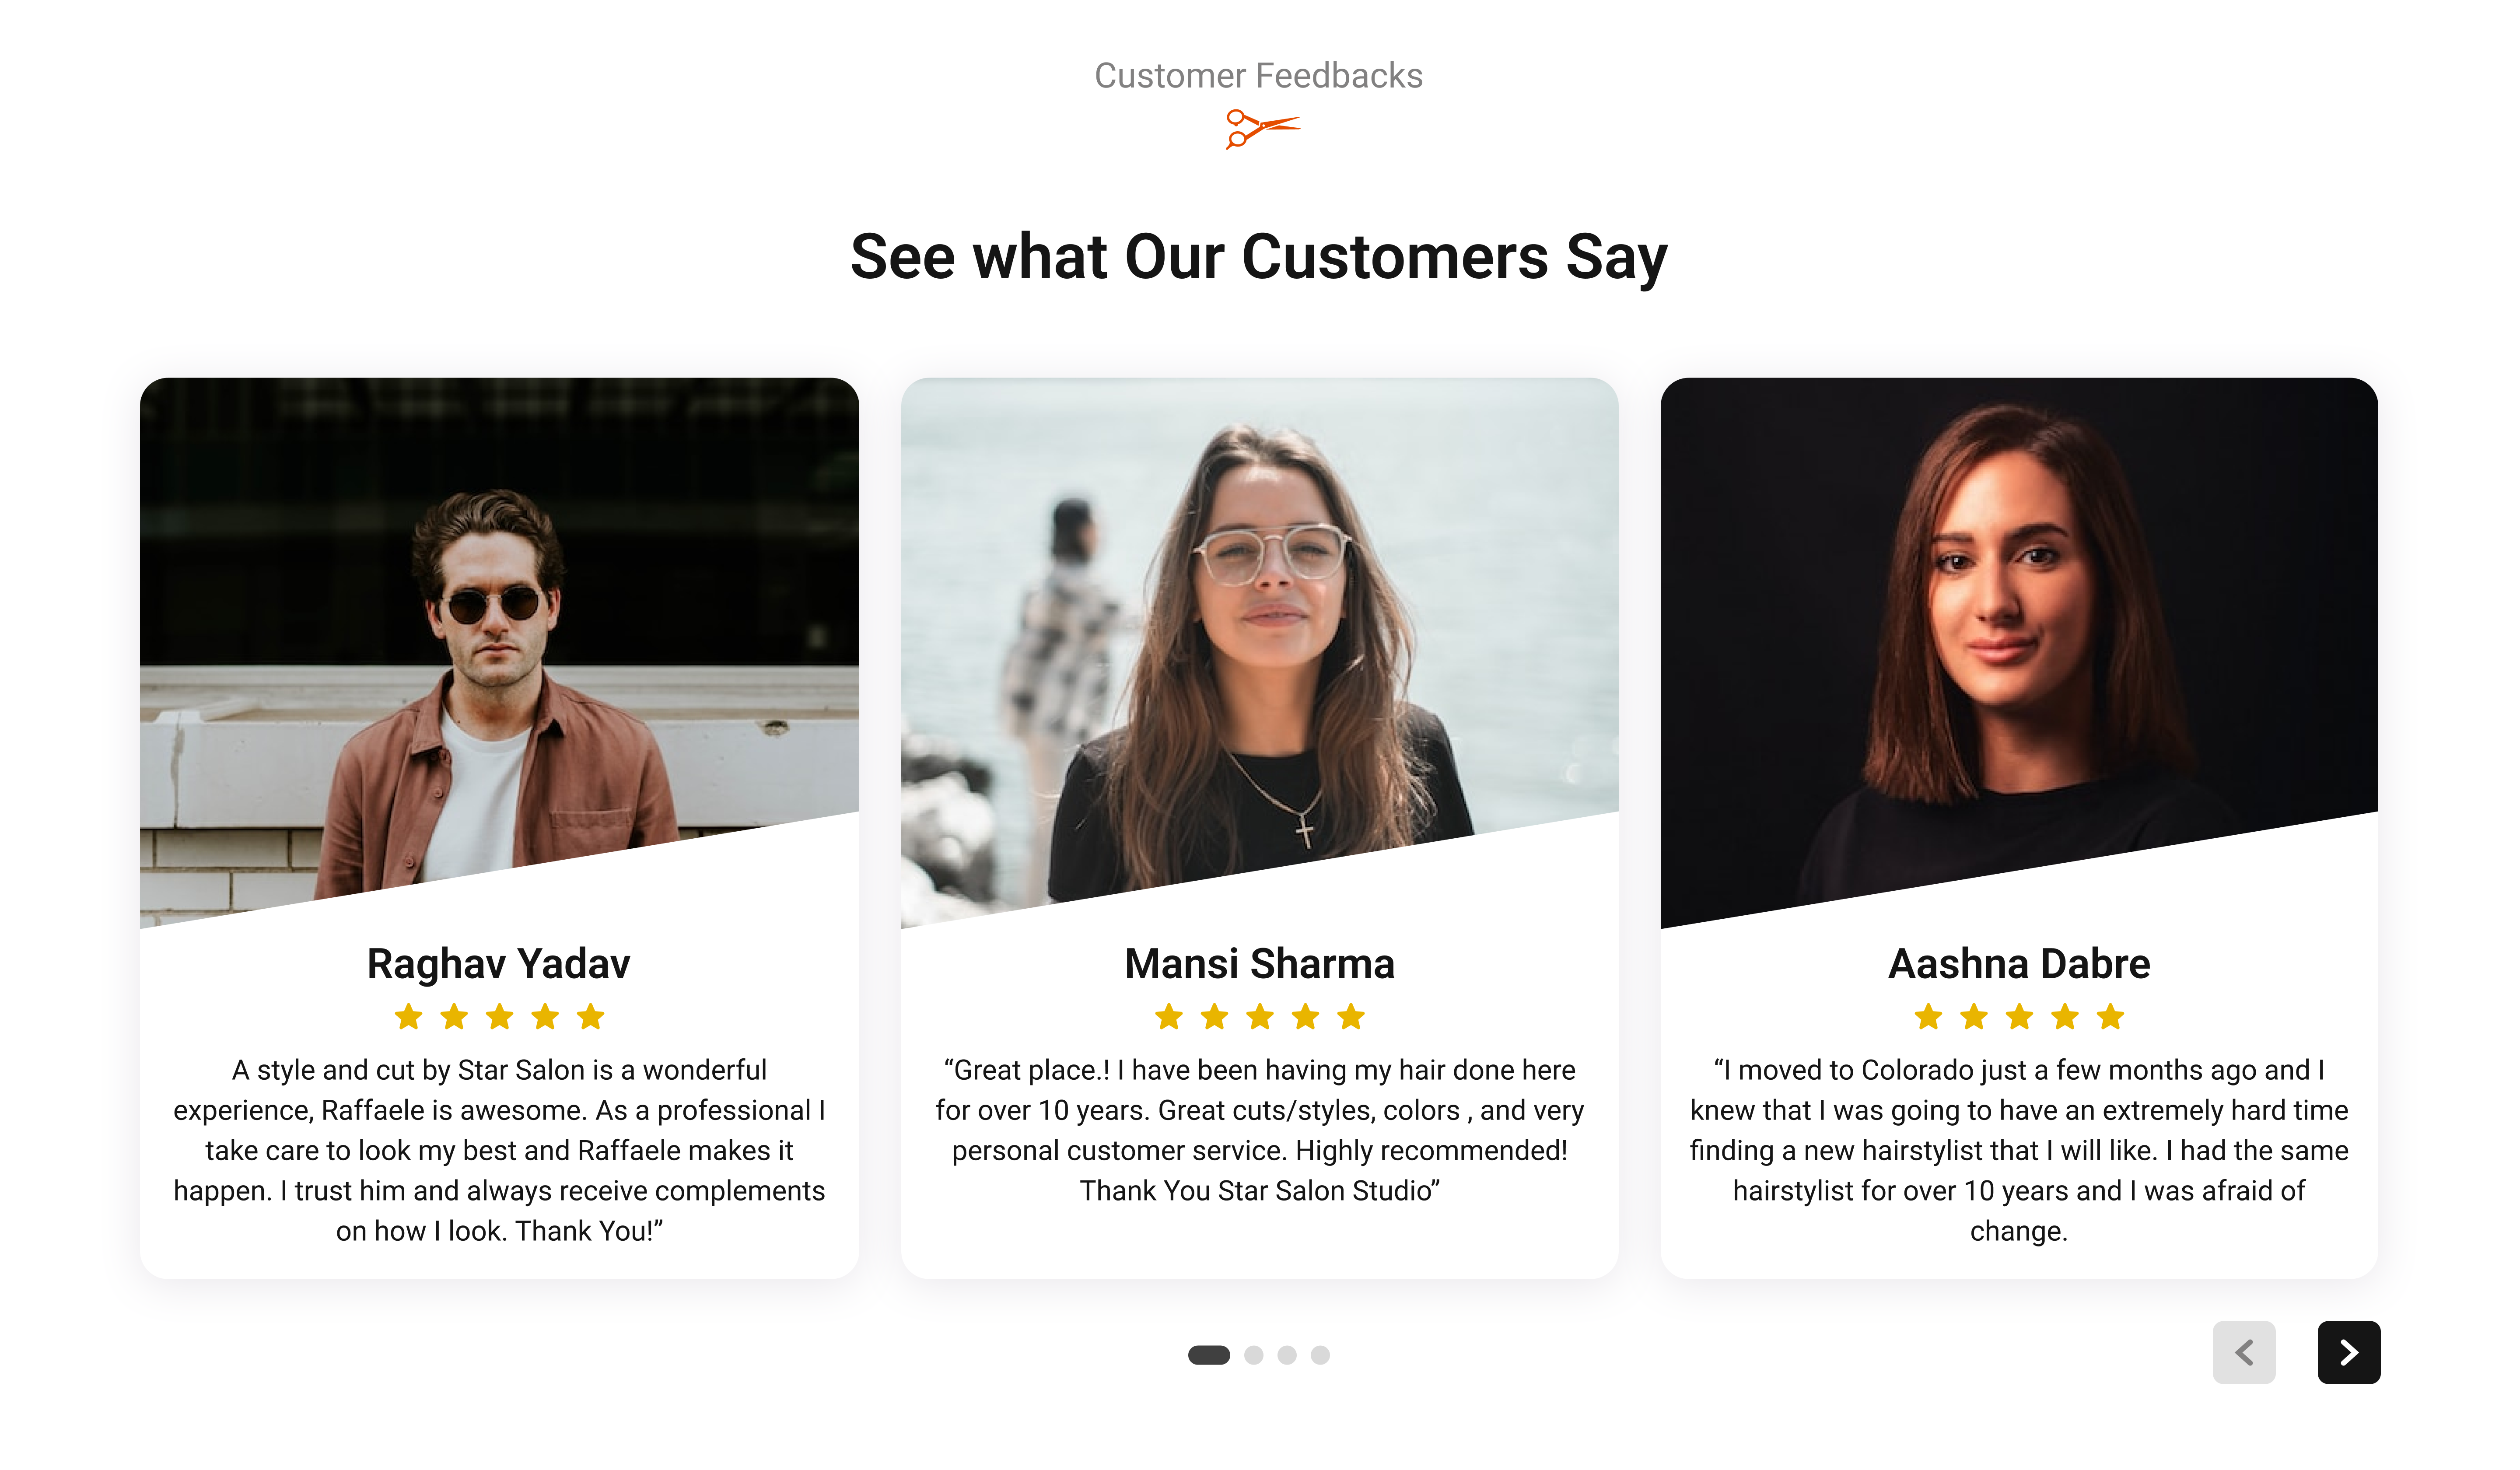 Customer Feedbacks
See what Our Customers Say
Raghav Yadav
A style and cut by Star Salon is a wonderful
experience, Raffaele is awesome. As a professional I
take care to look my best and Raffaele makes it
happen. I trust him and always receive complements
on how I look. Thank You!”
Mansi Sharma
“Great place.! I have been having my hair done here
for over 10 years. Great cuts/styles, colors , and very
personal customer service. Highly recommended!
Thank You Star Salon Studio”
Aashna Dabre
“I moved to Colorado just a few months ago and I
knew that I was going to have an extremely hard time
finding a new hairstylist that I will like. I had the same
hairstylist for over 10 years and I was afraid of
change.